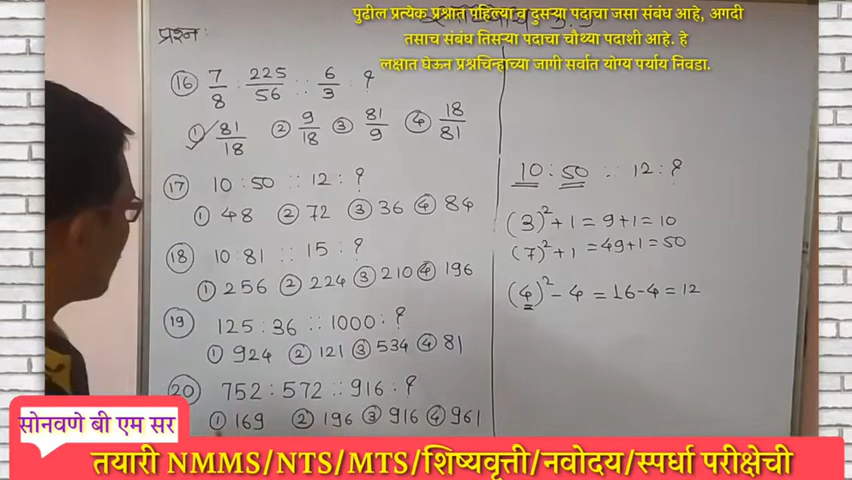 पुढील प्रत्येक प्रश्नात पहिल्या व दुसऱ्या पदाचा जसा संबंध आहे, अगदी
तसाच संबंध तिसऱ्या पदाचा चौथ्या पदाशी आहे. हे
लक्षात घेऊन प्रश्नचिन्हाच्या जागी सर्वात योग्य पर्याय निवडा.
प्रश्न:
16 7/8 : 225/56 :: 6/3 : ?
1 81/18 2 9/18 3 81/9 4 18/81
17 10 : 50 :: 12 : ?
1 48 2 72 3 36 4 84
18 10 : 81 :: 15 : ?
1 256 2 224 3 210 4 196
19 125 : 36 :: 1000 : ?
1 924 2 121 3 534 4 81
20 752 : 572 :: 916 : ?
1 169 2 196 3 916 4 961
10 : 50 :: 12 : ?
(3)² + 1 = 9 + 1 = 10
(7)² + 1 = 49 + 1 = 50
(4)² - 4 = 16 - 4 = 12
सोनवणे बी एम सर
तयारी NMMS/NTS/MTS/शिष्यवृत्ती/नवोदय/स्पर्धा परीक्षेची